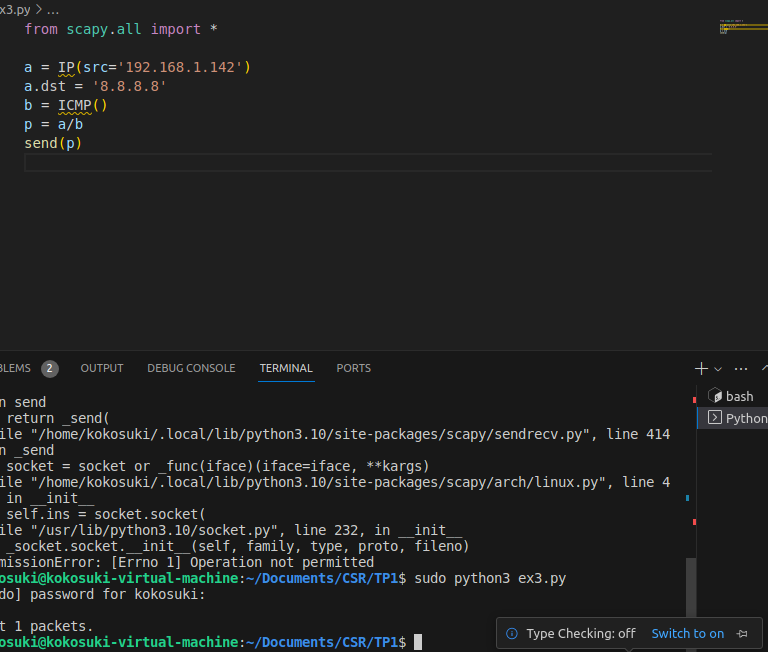 x3.py > ...
from scapy.all import *
a = IP(src='192.168.1.142')
a.dst = '8.8.8.8'
b = ICMP()
p = a/b
send(p)
BLEMS 2 OUTPUT DEBUG CONSOLE TERMINAL PORTS
bash
Python
n send
return _send(
ile "/home/kokosuki/.local/lib/python3.10/site-packages/scapy/sendrecv.py", line 414
n _send
socket = socket or _func(iface)(iface=iface, **kargs)
ile "/home/kokosuki/.local/lib/python3.10/site-packages/scapy/arch/linux.py", line 4
in __init__
self.ins = socket.socket(
ile "/usr/lib/python3.10/socket.py", line 232, in __init__
_socket.socket.__init__(self, family, type, proto, fileno)
missionError: [Errno 1] Operation not permitted
osuki@kokosuki-virtual-machine:~/Documents/CSR/TP1$ sudo python3 ex3.py
do] password for kokosuki:
t 1 packets.
osuki@kokosuki-virtual-machine:~/Documents/CSR/TP1$
Type Checking: off Switch to on